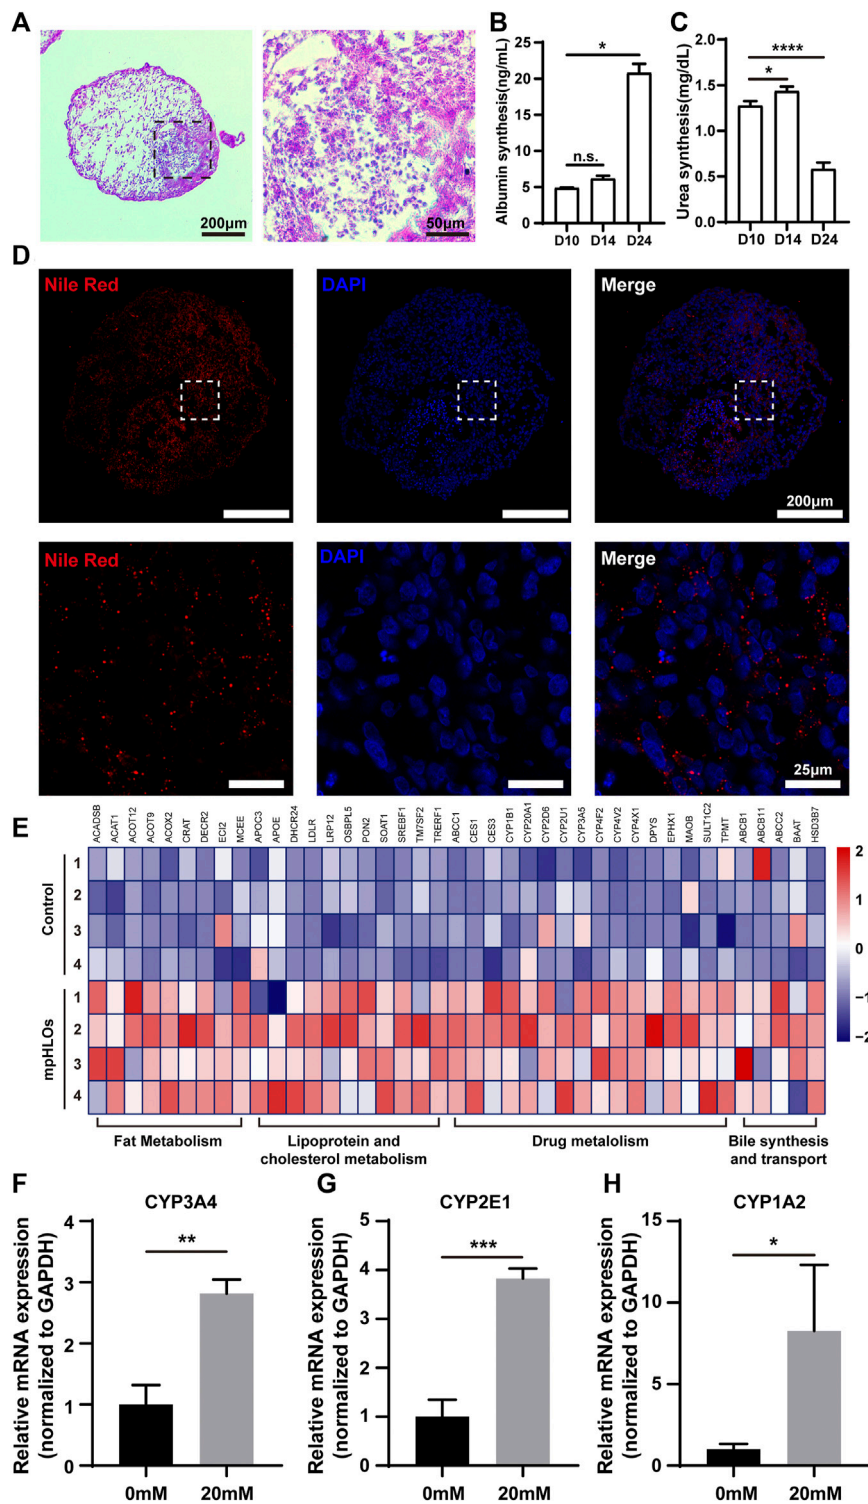 A
200μm
50μm
B
Albumin synthesis(ng/mL)
25
20
15
10
5
0
*
n.s.
D10 D14 D24
C
Urea synthesis(mg/dL)
2.0
1.5
1.0
0.5
0.0
****
*
D10 D14 D24
D
Nile Red
DAPI
Merge
200μm
Nile Red
DAPI
Merge
25μm
E
ACADSB
ACAT1
ACOT12
ACOT9
ACOX2
CRAT
DECR2
ECI2
MCEE
APOC3
APOE
DHCR24
LDLR
LRP12
OSBPL5
PON2
SOAT1
SREBF1
TM7SF2
TRERF1
ABCC1
CES1
CES3
CYP1B1
CYP20A1
CYP2D6
CYP2U1
CYP3A5
CYP4F2
CYP4V2
CYP4X1
DPYS
EPHX1
MAOB
SULT1C2
TPMT
ABCB1
ABCB11
ABCC2
BAAT
HSD3B7
Control
1
2
3
4
mpHLOs
1
2
3
4
2
1
0
−1
−2
Fat Metabolism
Lipoprotein and
cholesterol metabolism
Drug metalolism
Bile synthesis
and transport
F
CYP3A4
Relative mRNA expression
(normalized to GAPDH)
4
3
2
1
0
**
0mM 20mM
G
CYP2E1
Relative mRNA expression
(normalized to GAPDH)
5
4
3
2
1
0
***
0mM 20mM
H
CYP1A2
Relative mRNA expression
(normalized to GAPDH)
15
10
5
0
*
0mM 20mM